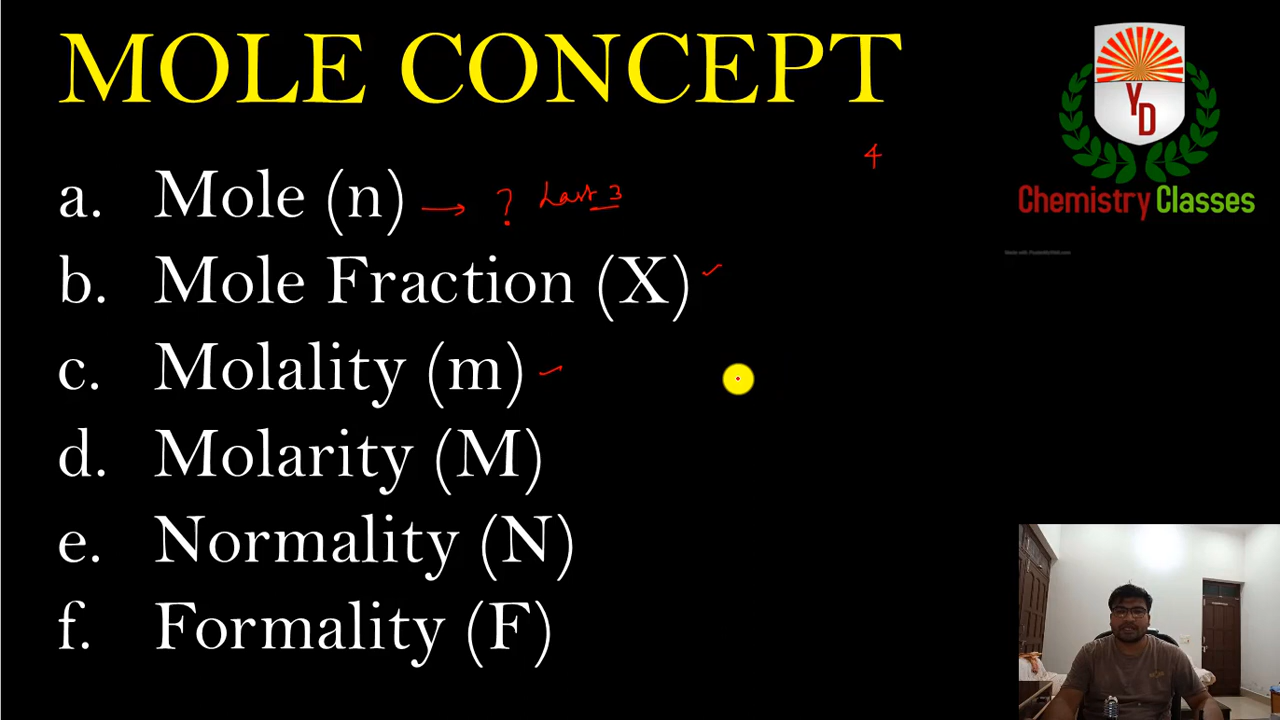 MOLE CONCEPT
4
a. Mole (n) → ? Last 3
b. Mole Fraction (X) ✓
c. Molality (m) ✓
d. Molarity (M)
e. Normality (N)
f. Formality (F)
YD
Chemistry Classes